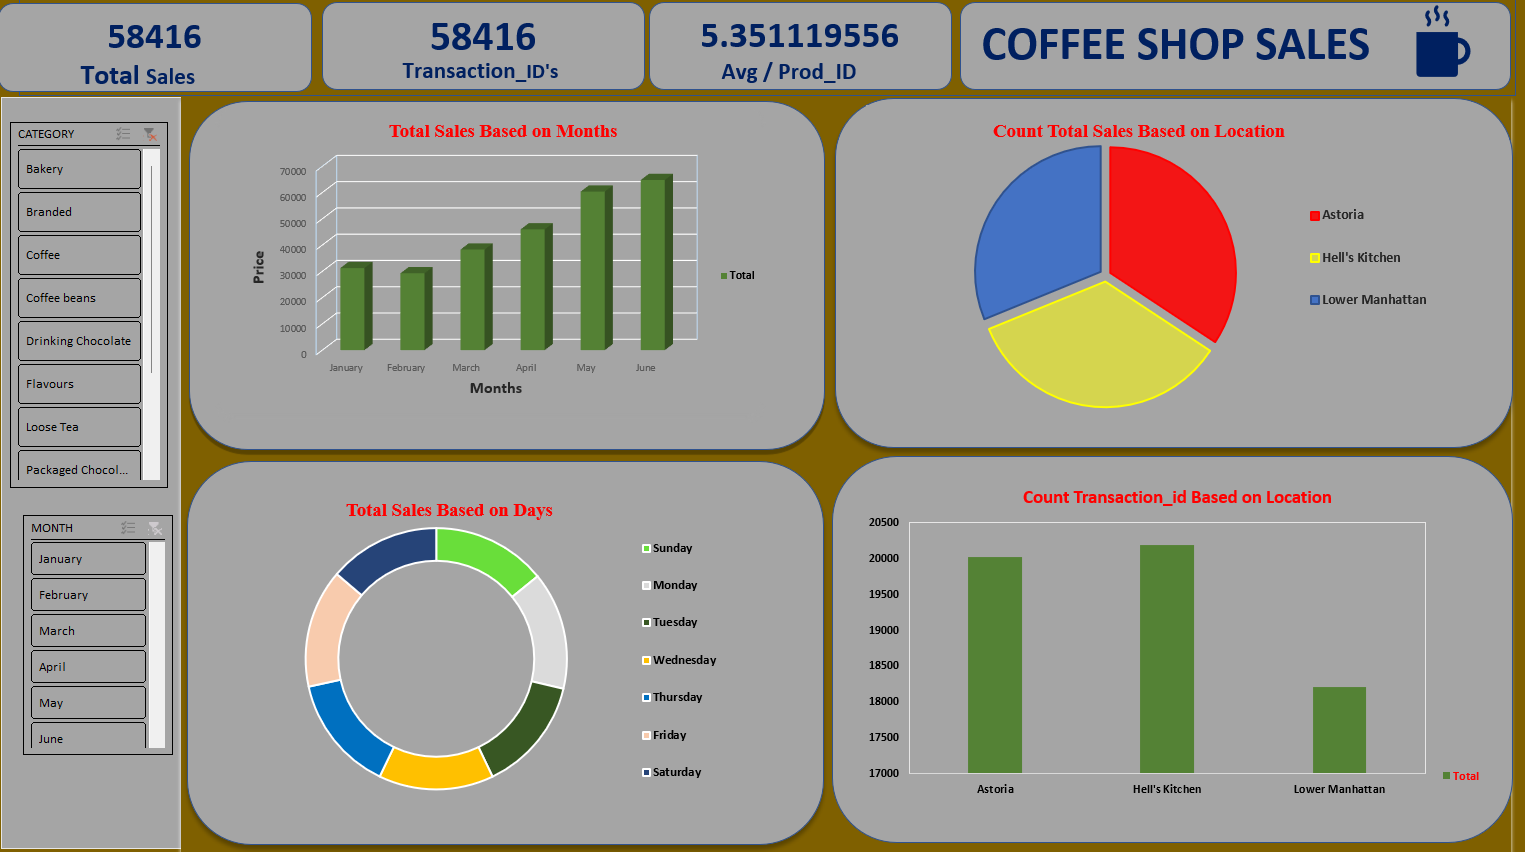 58416
Total Sales
58416
Transaction_ID's
5.351119556
Avg / Prod_ID
COFFEE SHOP SALES
CATEGORY
Bakery
Branded
Coffee
Coffee beans
Drinking Chocolate
Flavours
Loose Tea
Packaged Chocol...
MONTH
January
February
March
April
May
June
Total Sales Based on Months
70000
60000
50000
40000
30000
20000
10000
0
Price
January February March April May June
Months
Total
Count Total Sales Based on Location
Astoria
Hell's Kitchen
Lower Manhattan
Total Sales Based on Days
Sunday
Monday
Tuesday
Wednesday
Thursday
Friday
Saturday
Count Transaction_id Based on Location
20500
20000
19500
19000
18500
18000
17500
17000
Astoria Hell's Kitchen Lower Manhattan
Total